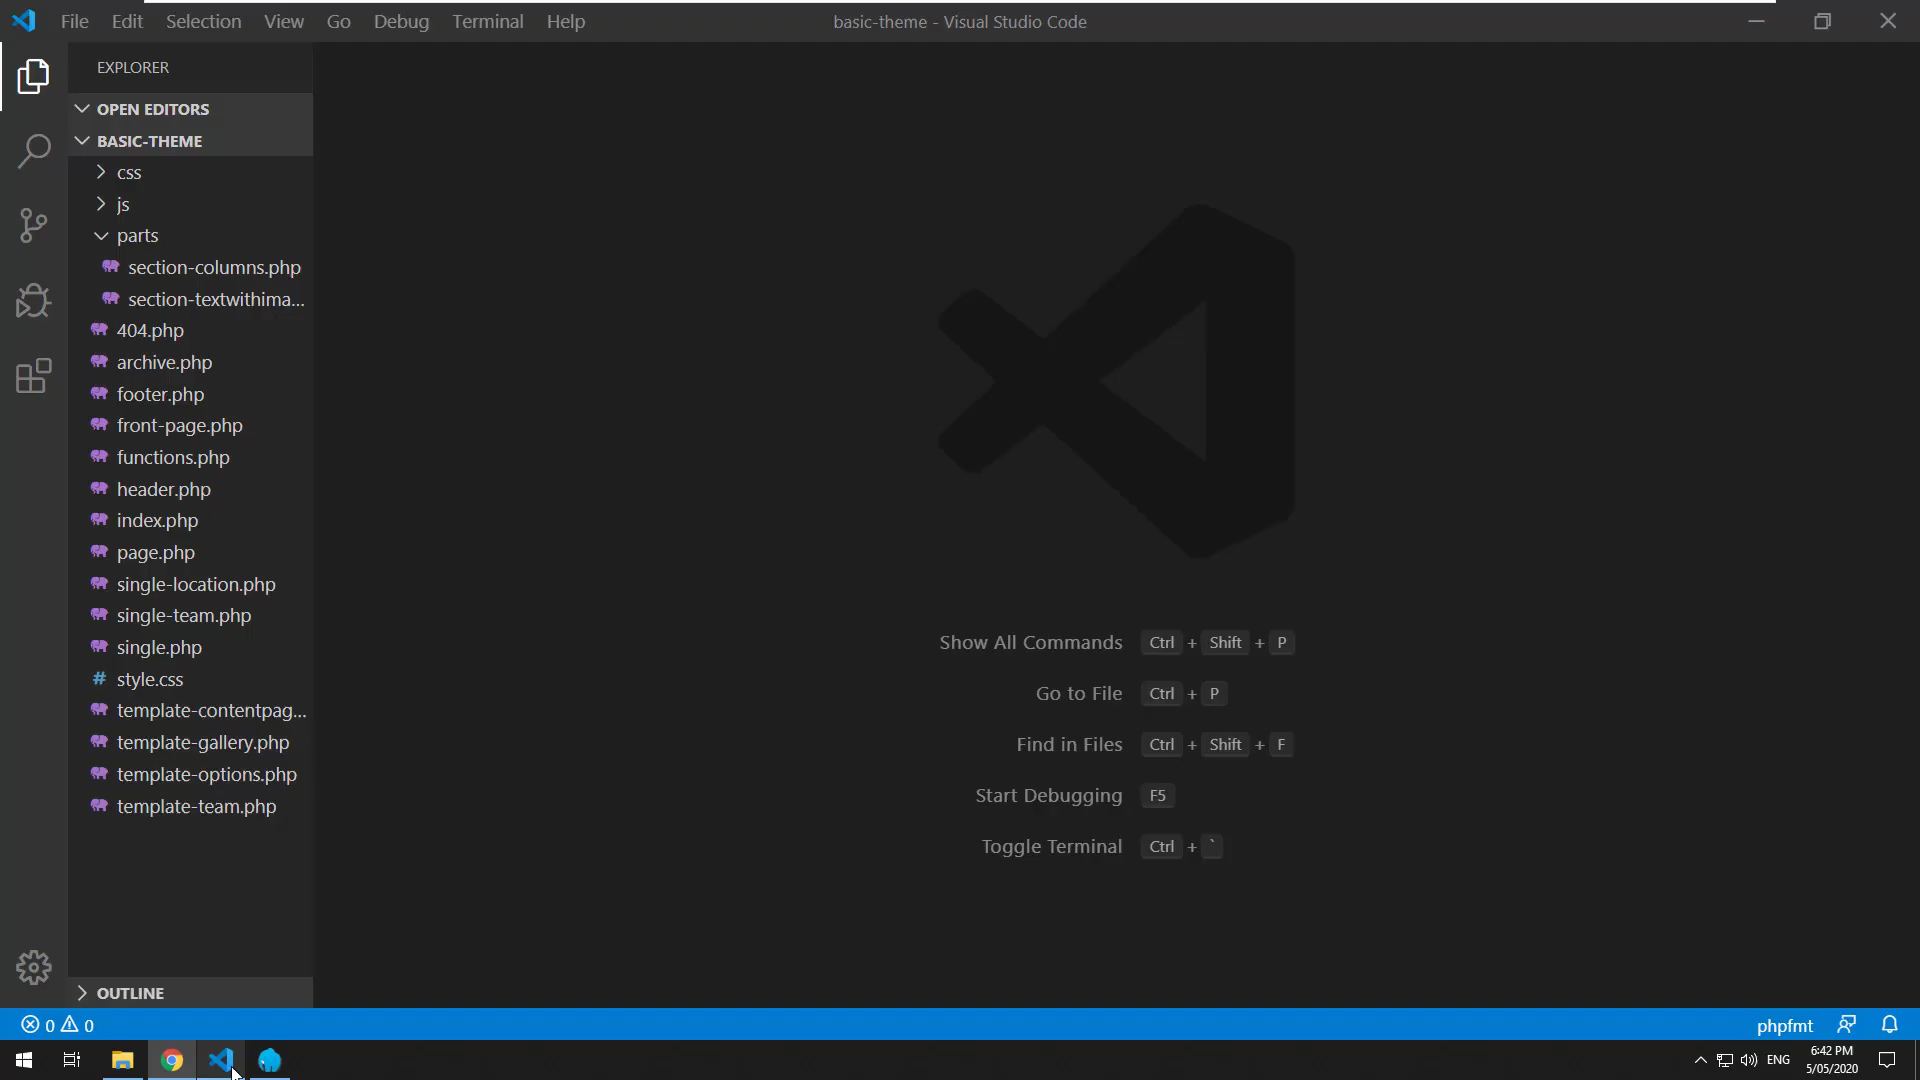 File Edit Selection View Go Debug Terminal Help basic-theme - Visual Studio Code
EXPLORER
OPEN EDITORS
BASIC-THEME
css
js
parts
section-columns.php
section-textwithima...
404.php
archive.php
footer.php
front-page.php
functions.php
header.php
index.php
page.php
single-location.php
single-team.php
single.php
# style.css
template-contentpag...
template-gallery.php
template-options.php
template-team.php
OUTLINE
Show All Commands Ctrl + Shift + P
Go to File Ctrl + P
Find in Files Ctrl + Shift + F
Start Debugging F5
Toggle Terminal Ctrl + `
0 0 phpfmt
ENG 6:42 PM
5/05/2020